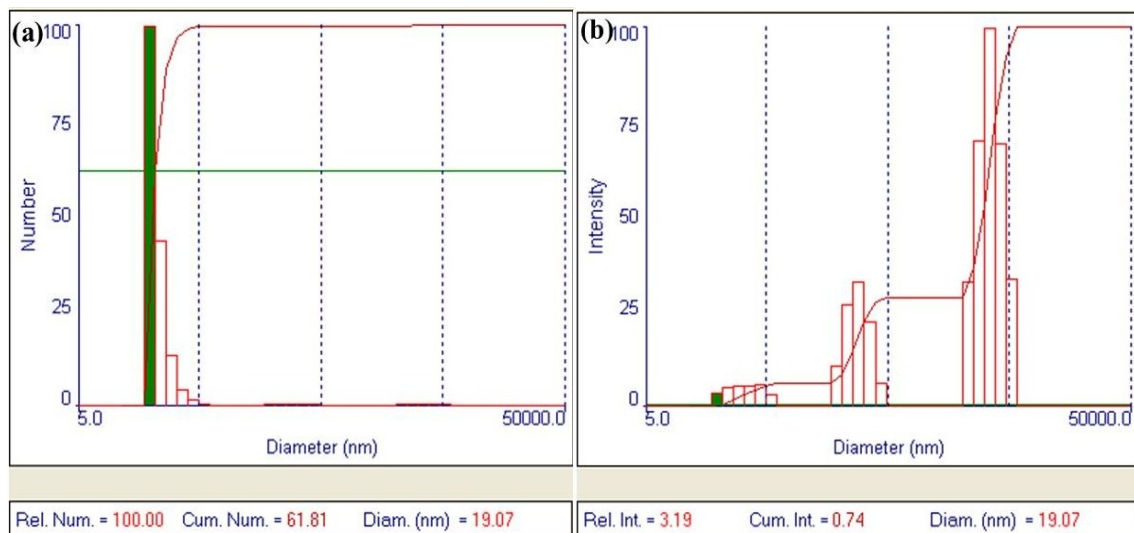 (a)
100
75
50
25
0
Number
5.0 50000.0
Diameter (nm)
Rel. Num. = 100.00 Cum. Num. = 61.81 Diam. (nm) = 19.07
(b)
100
75
50
25
0
Intensity
5.0 50000.0
Diameter (nm)
Rel. Int. = 3.19 Cum. Int. = 0.74 Diam. (nm) = 19.07